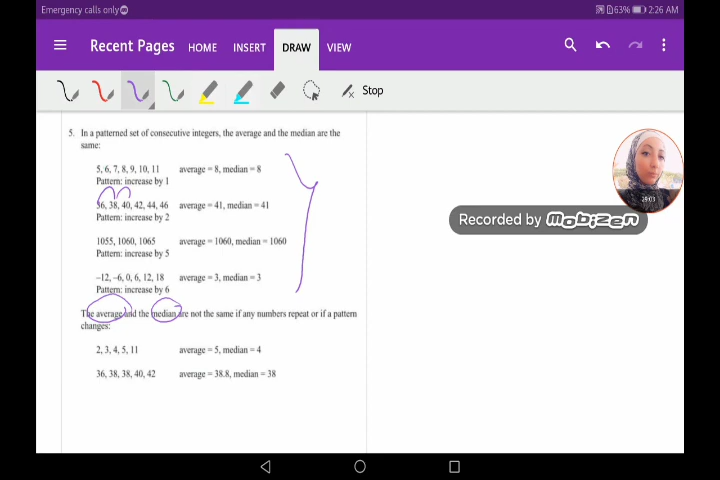 Emergency calls only
63% 2:26 AM
Recent Pages HOME INSERT DRAW VIEW
Stop
5. In a patterned set of consecutive integers, the average and the median are the
same:
5, 6, 7, 8, 9, 10, 11 average = 8, median = 8
Pattern: increase by 1
36, 38, 40, 42, 44, 46 average = 41, median = 41
Pattern: increase by 2
1055, 1060, 1065 average = 1060, median = 1060
Pattern: increase by 5
–12, –6, 0, 6, 12, 18 average = 3, median = 3
Pattern: increase by 6
The average and the median are not the same if any numbers repeat or if a pattern
changes:
2, 3, 4, 5, 11 average = 5, median = 4
36, 38, 38, 40, 42 average = 38.8, median = 38
29:03
Recorded by Mobizen